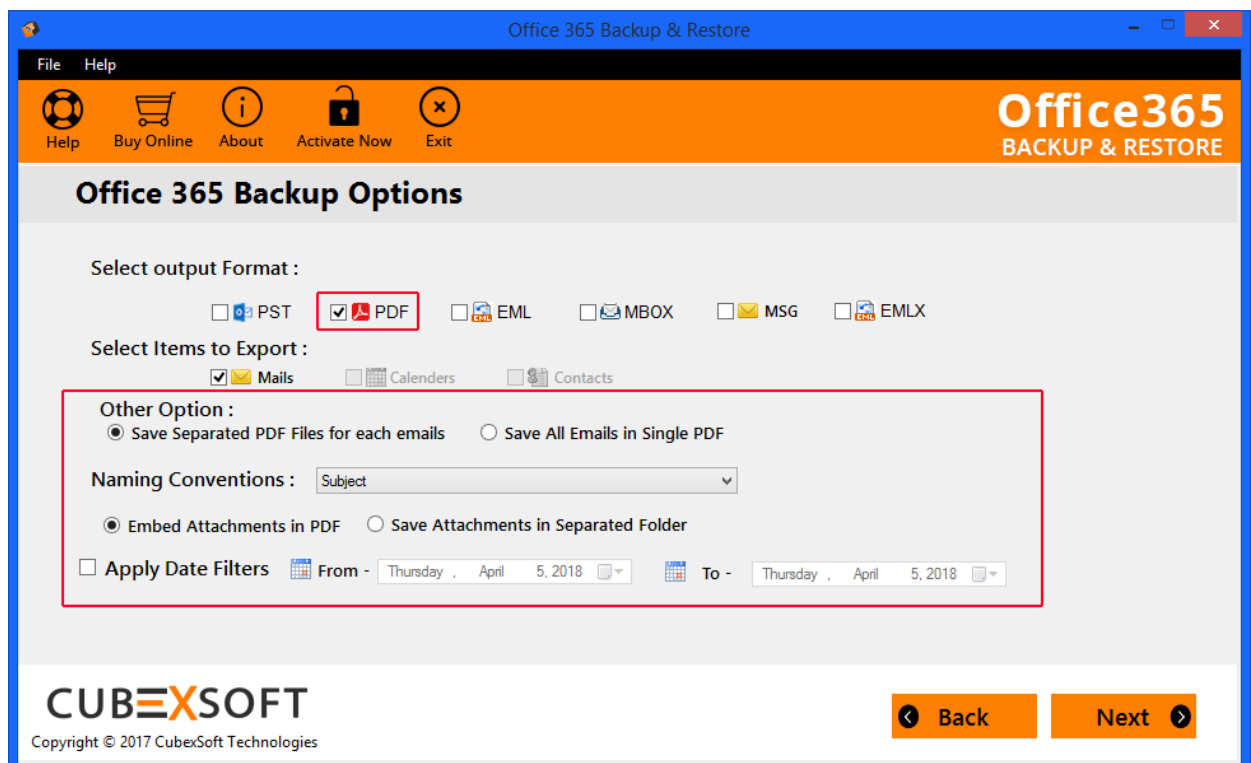 Office 365 Backup & Restore
File Help
Help Buy Online About Activate Now Exit
Office365
BACKUP & RESTORE
Office 365 Backup Options
Select output Format :
PST PDF EML MBOX MSG EMLX
Select Items to Export :
Mails Calenders Contacts
Other Option :
Save Separated PDF Files for each emails Save All Emails in Single PDF
Naming Conventions : Subject
Embed Attachments in PDF Save Attachments in Separated Folder
Apply Date Filters From - Thursday , April 5, 2018 To - Thursday , April 5, 2018
CUBEXSOFT
Copyright © 2017 CubexSoft Technologies
Back Next